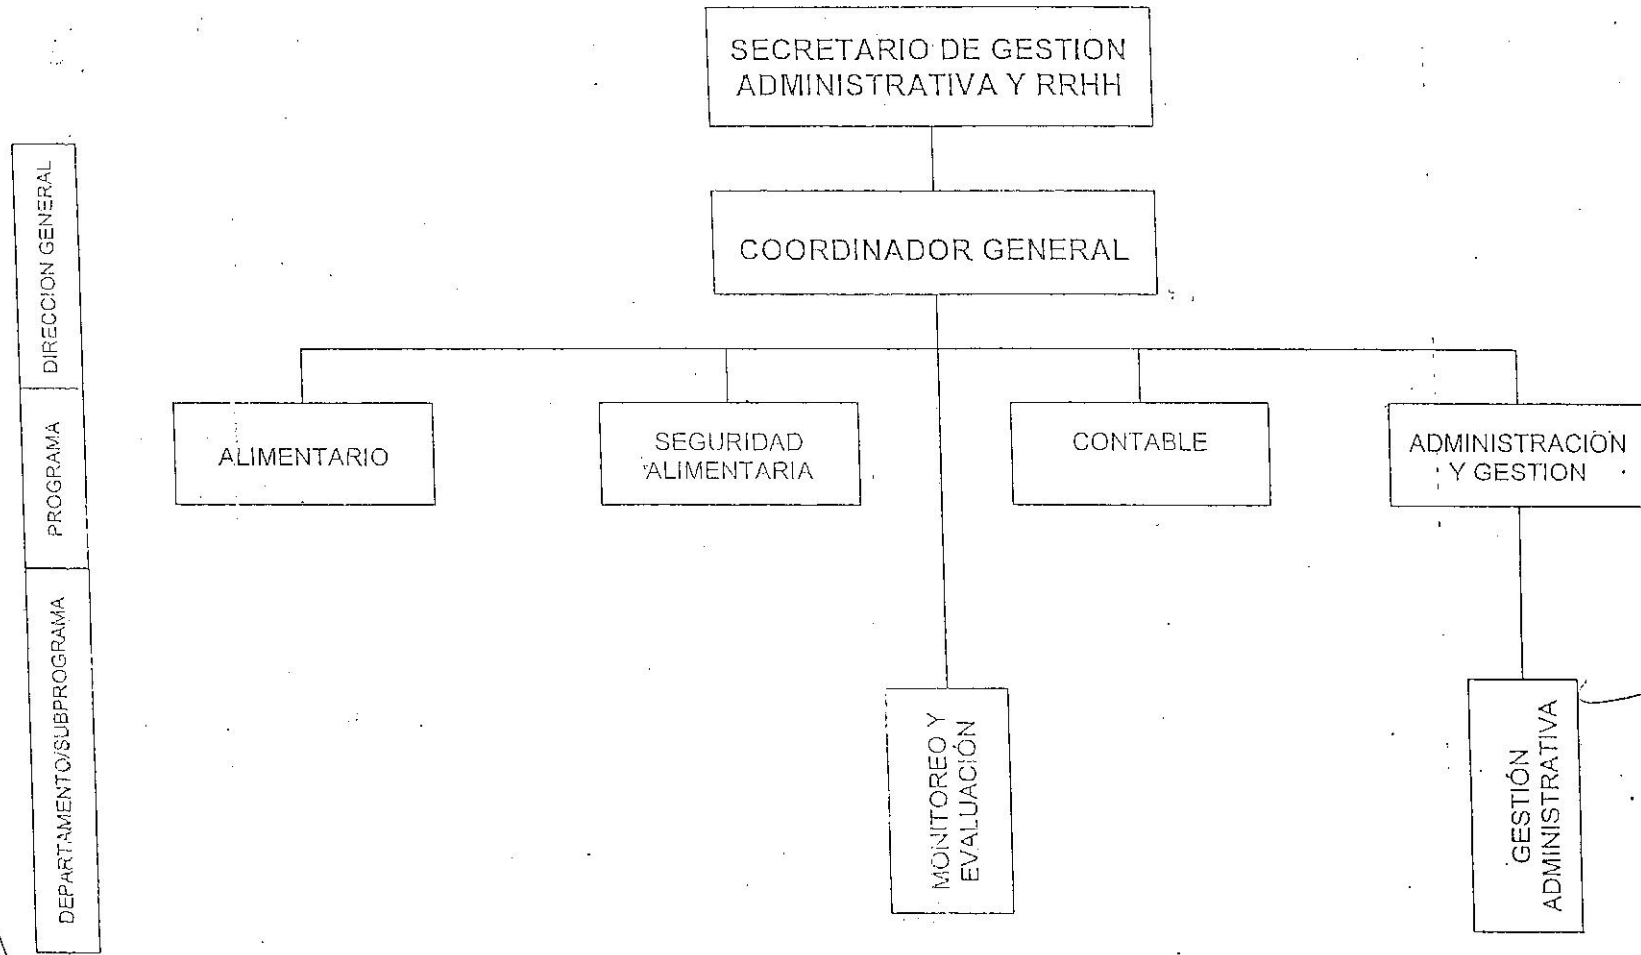 SECRETARIO DE GESTION
ADMINISTRATIVA Y RRHH
COORDINADOR GENERAL
DIRECCION GENERAL
PROGRAMA
DEPARTAMENTO/SUBPROGRAMA
ALIMENTARIO
SEGURIDAD
ALIMENTARIA
CONTABLE
ADMINISTRACION
Y GESTION
MONITOREO Y
EVALUACIÓN
GESTIÓN
ADMINISTRATIVA